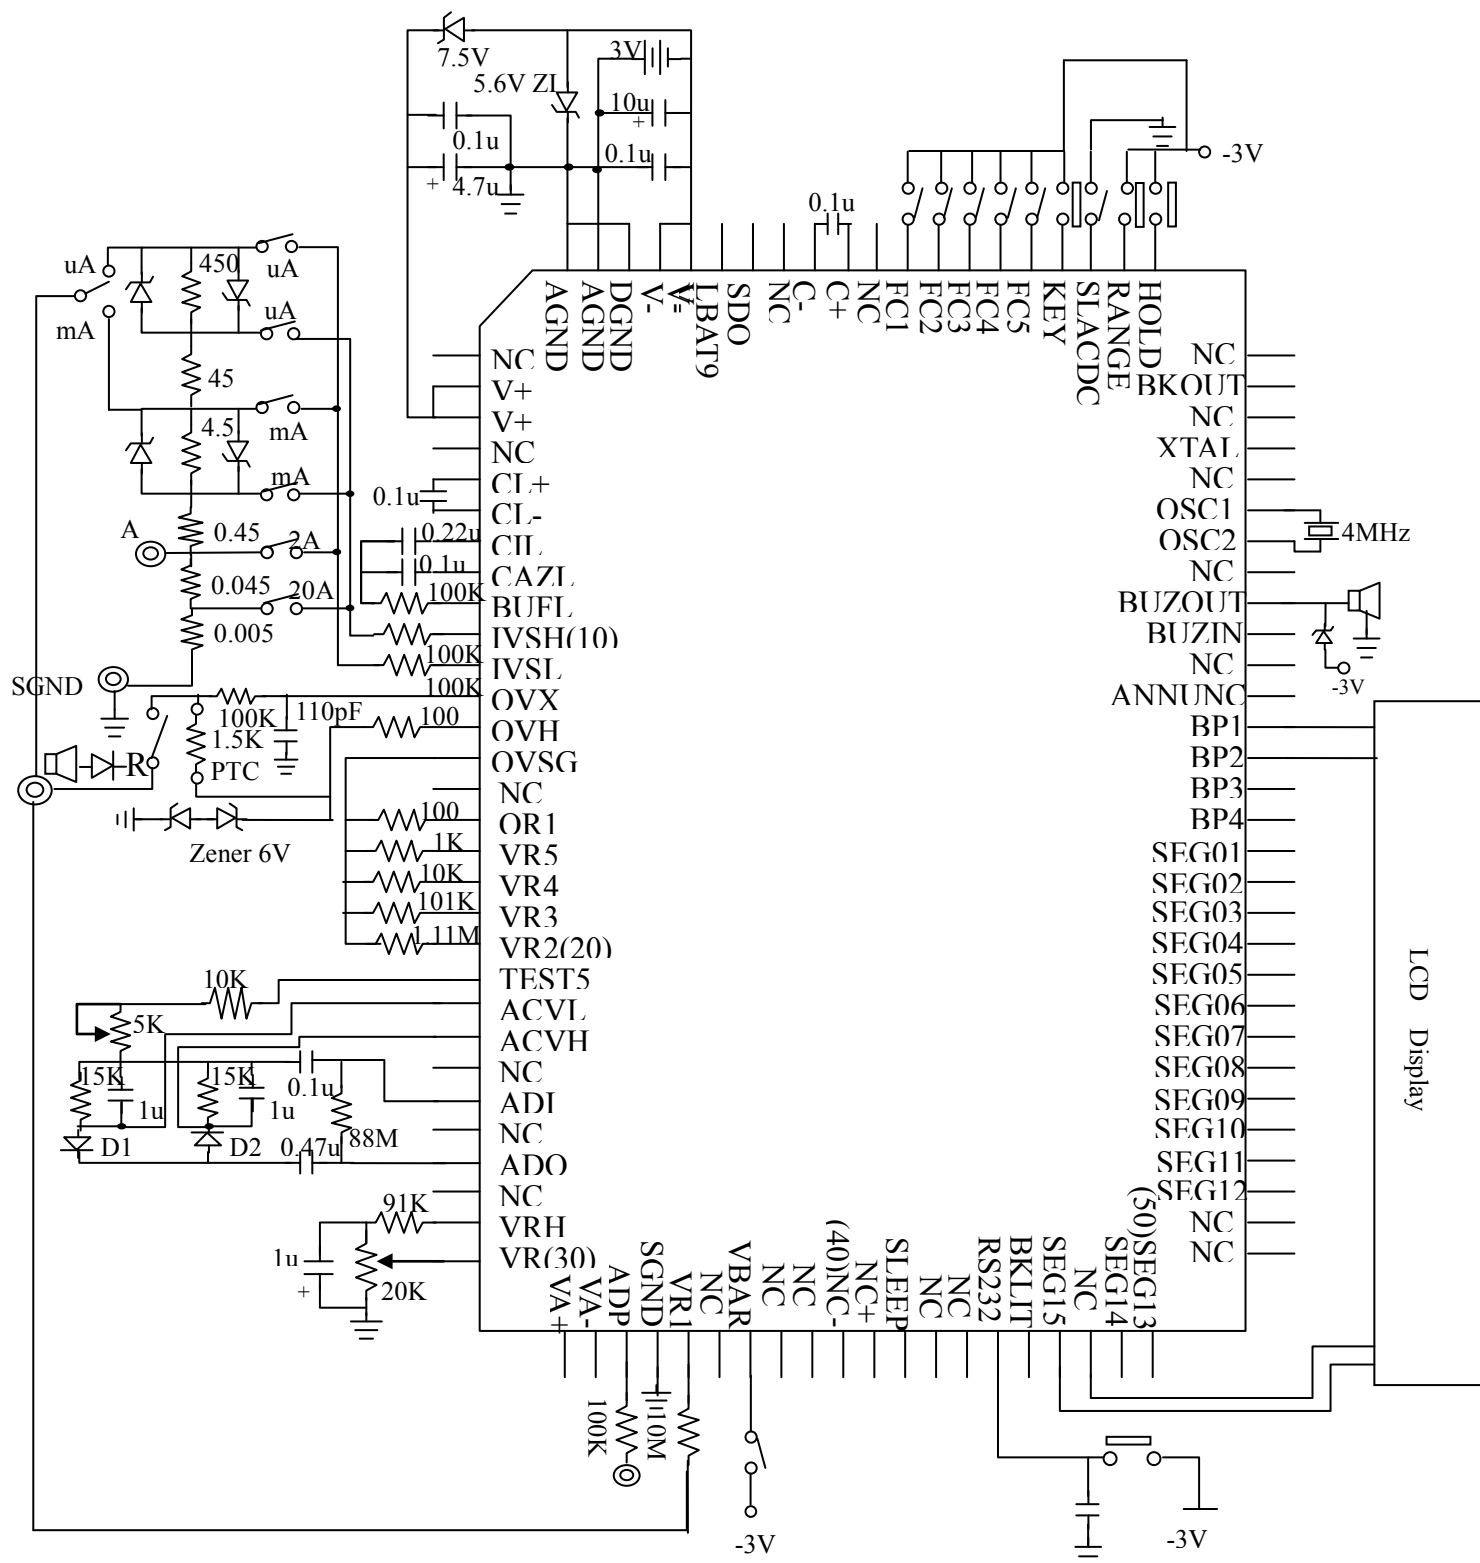 7.5V
3V
5.6V ZI
10u
+
0.1u
0.1u
+ 4.7u
0.1u
-3V
uA
mA
450
uA
uA
45
4.5
mA
mA
A
0.45
2A
0.045
20A
0.005
SGND
100K
110pF
1.5K
R
PTC
Zener 6V
AGND
AGND
DGND
V-
V=
LBAT9
SDO
NC
C-
C+
NC
FC1
FC2
FC3
FC4
FC5
KEY
SLACDC
RANGE
HOLD
NC
V+
V+
NC
0.1u
CL+
CL-
0.22u
CIL
0.1u
CAZL
100K
BUFL
IVSH(10)
100K
IVSL
100K
OVX
100
OVH
OVSG
NC
100
OR1
1K
VR5
10K
VR4
101K
VR3
1.11M
VR2(20)
TEST5
ACVL
ACVH
NC
ADI
NC
ADO
NC
VRH
VR(30)
10K
5K
15K
1u
15K
1u
0.1u
88M
D1
D2
0.47u
91K
1u
+
20K
NC
BKOUT
NC
XTAL
NC
OSC1
OSC2
4MHz
NC
BUZOUT
BUZIN
NC
-3V
ANNUNC
BP1
BP2
BP3
BP4
SEG01
SEG02
SEG03
SEG04
SEG05
SEG06
SEG07
SEG08
SEG09
SEG10
SEG11
SEG12
NC
NC
LCD Display
VA+
VA-
ADP
SGND
VR1
NC
VBAR
NC
NC
(40)NC-
NC+
SLEEP
NC
NC
RS232
BKLIT
SEG15
NC
SEG14
(50)SEG13
100K
10M
-3V
-3V